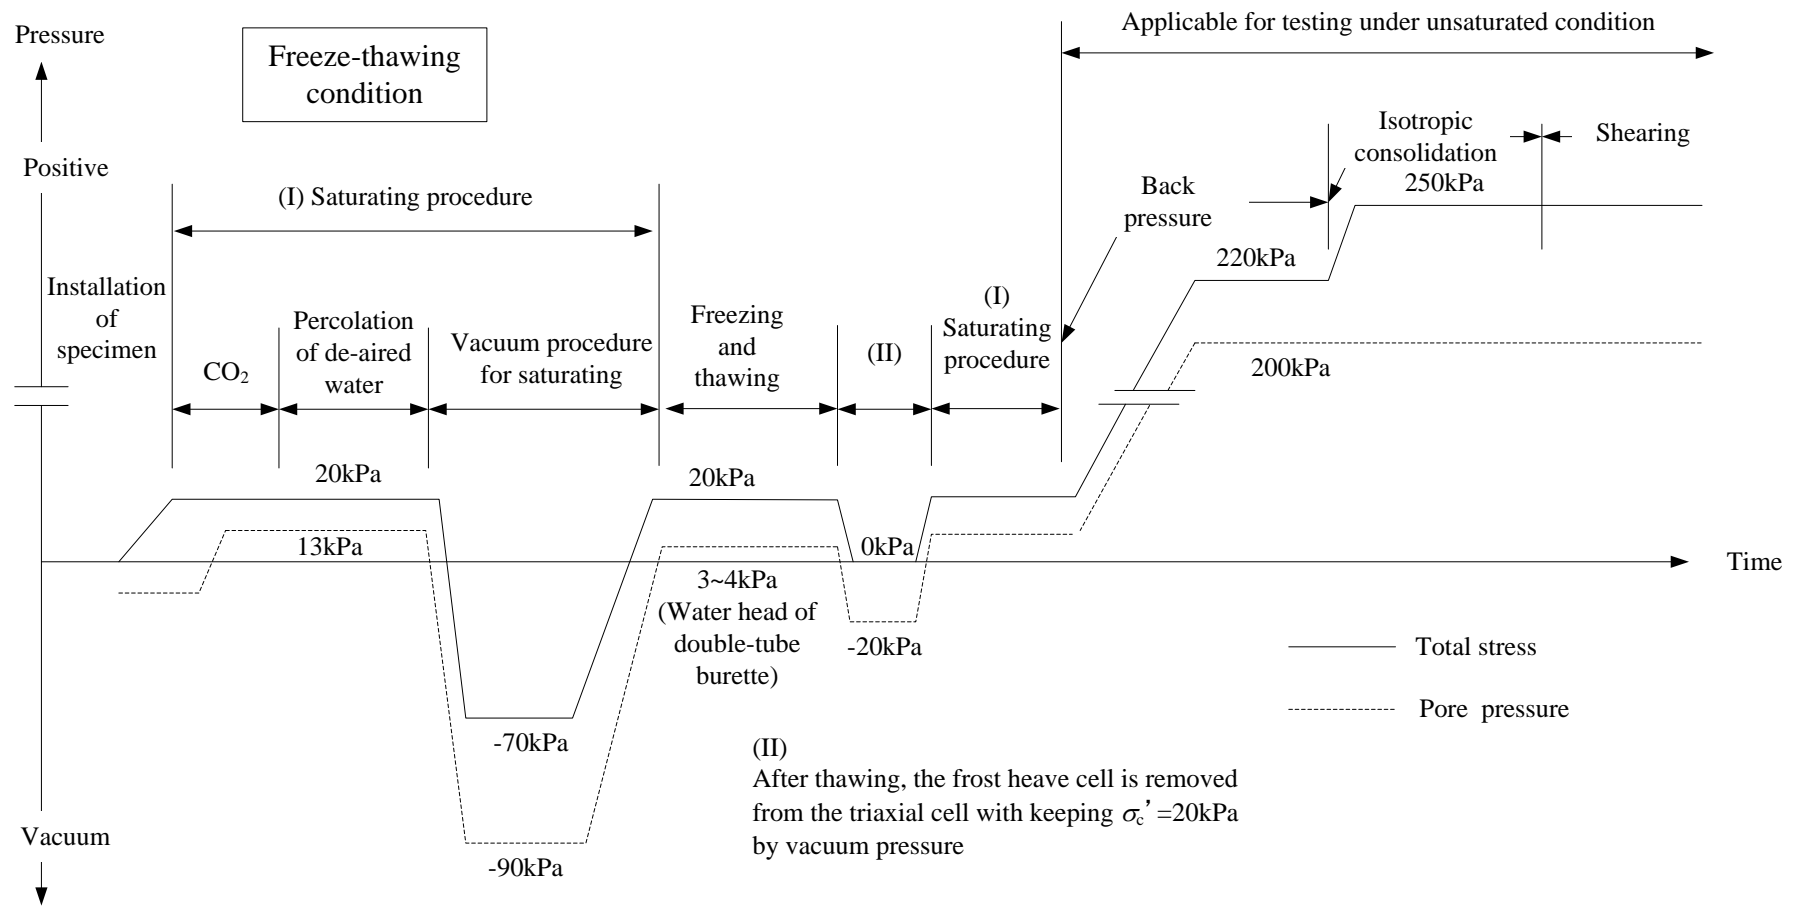 Applicable for testing under unsaturated condition
Pressure
Freeze-thawing
condition
Positive
Isotropic
consolidation
250kPa
Shearing
Back
pressure
(I) Saturating procedure
220kPa
Installation
of
specimen
CO₂
Percolation
of de-aired
water
Vacuum procedure
for saturating
Freezing
and
thawing
(II)
(I)
Saturating
procedure
200kPa
20kPa
20kPa
13kPa
0kPa
Time
3~4kPa
(Water head of
double-tube
burette)
-20kPa
Total stress
-70kPa
Pore pressure
(II)
After thawing, the frost heave cell is removed
from the triaxial cell with keeping σc’ =20kPa
by vacuum pressure
Vacuum
-90kPa